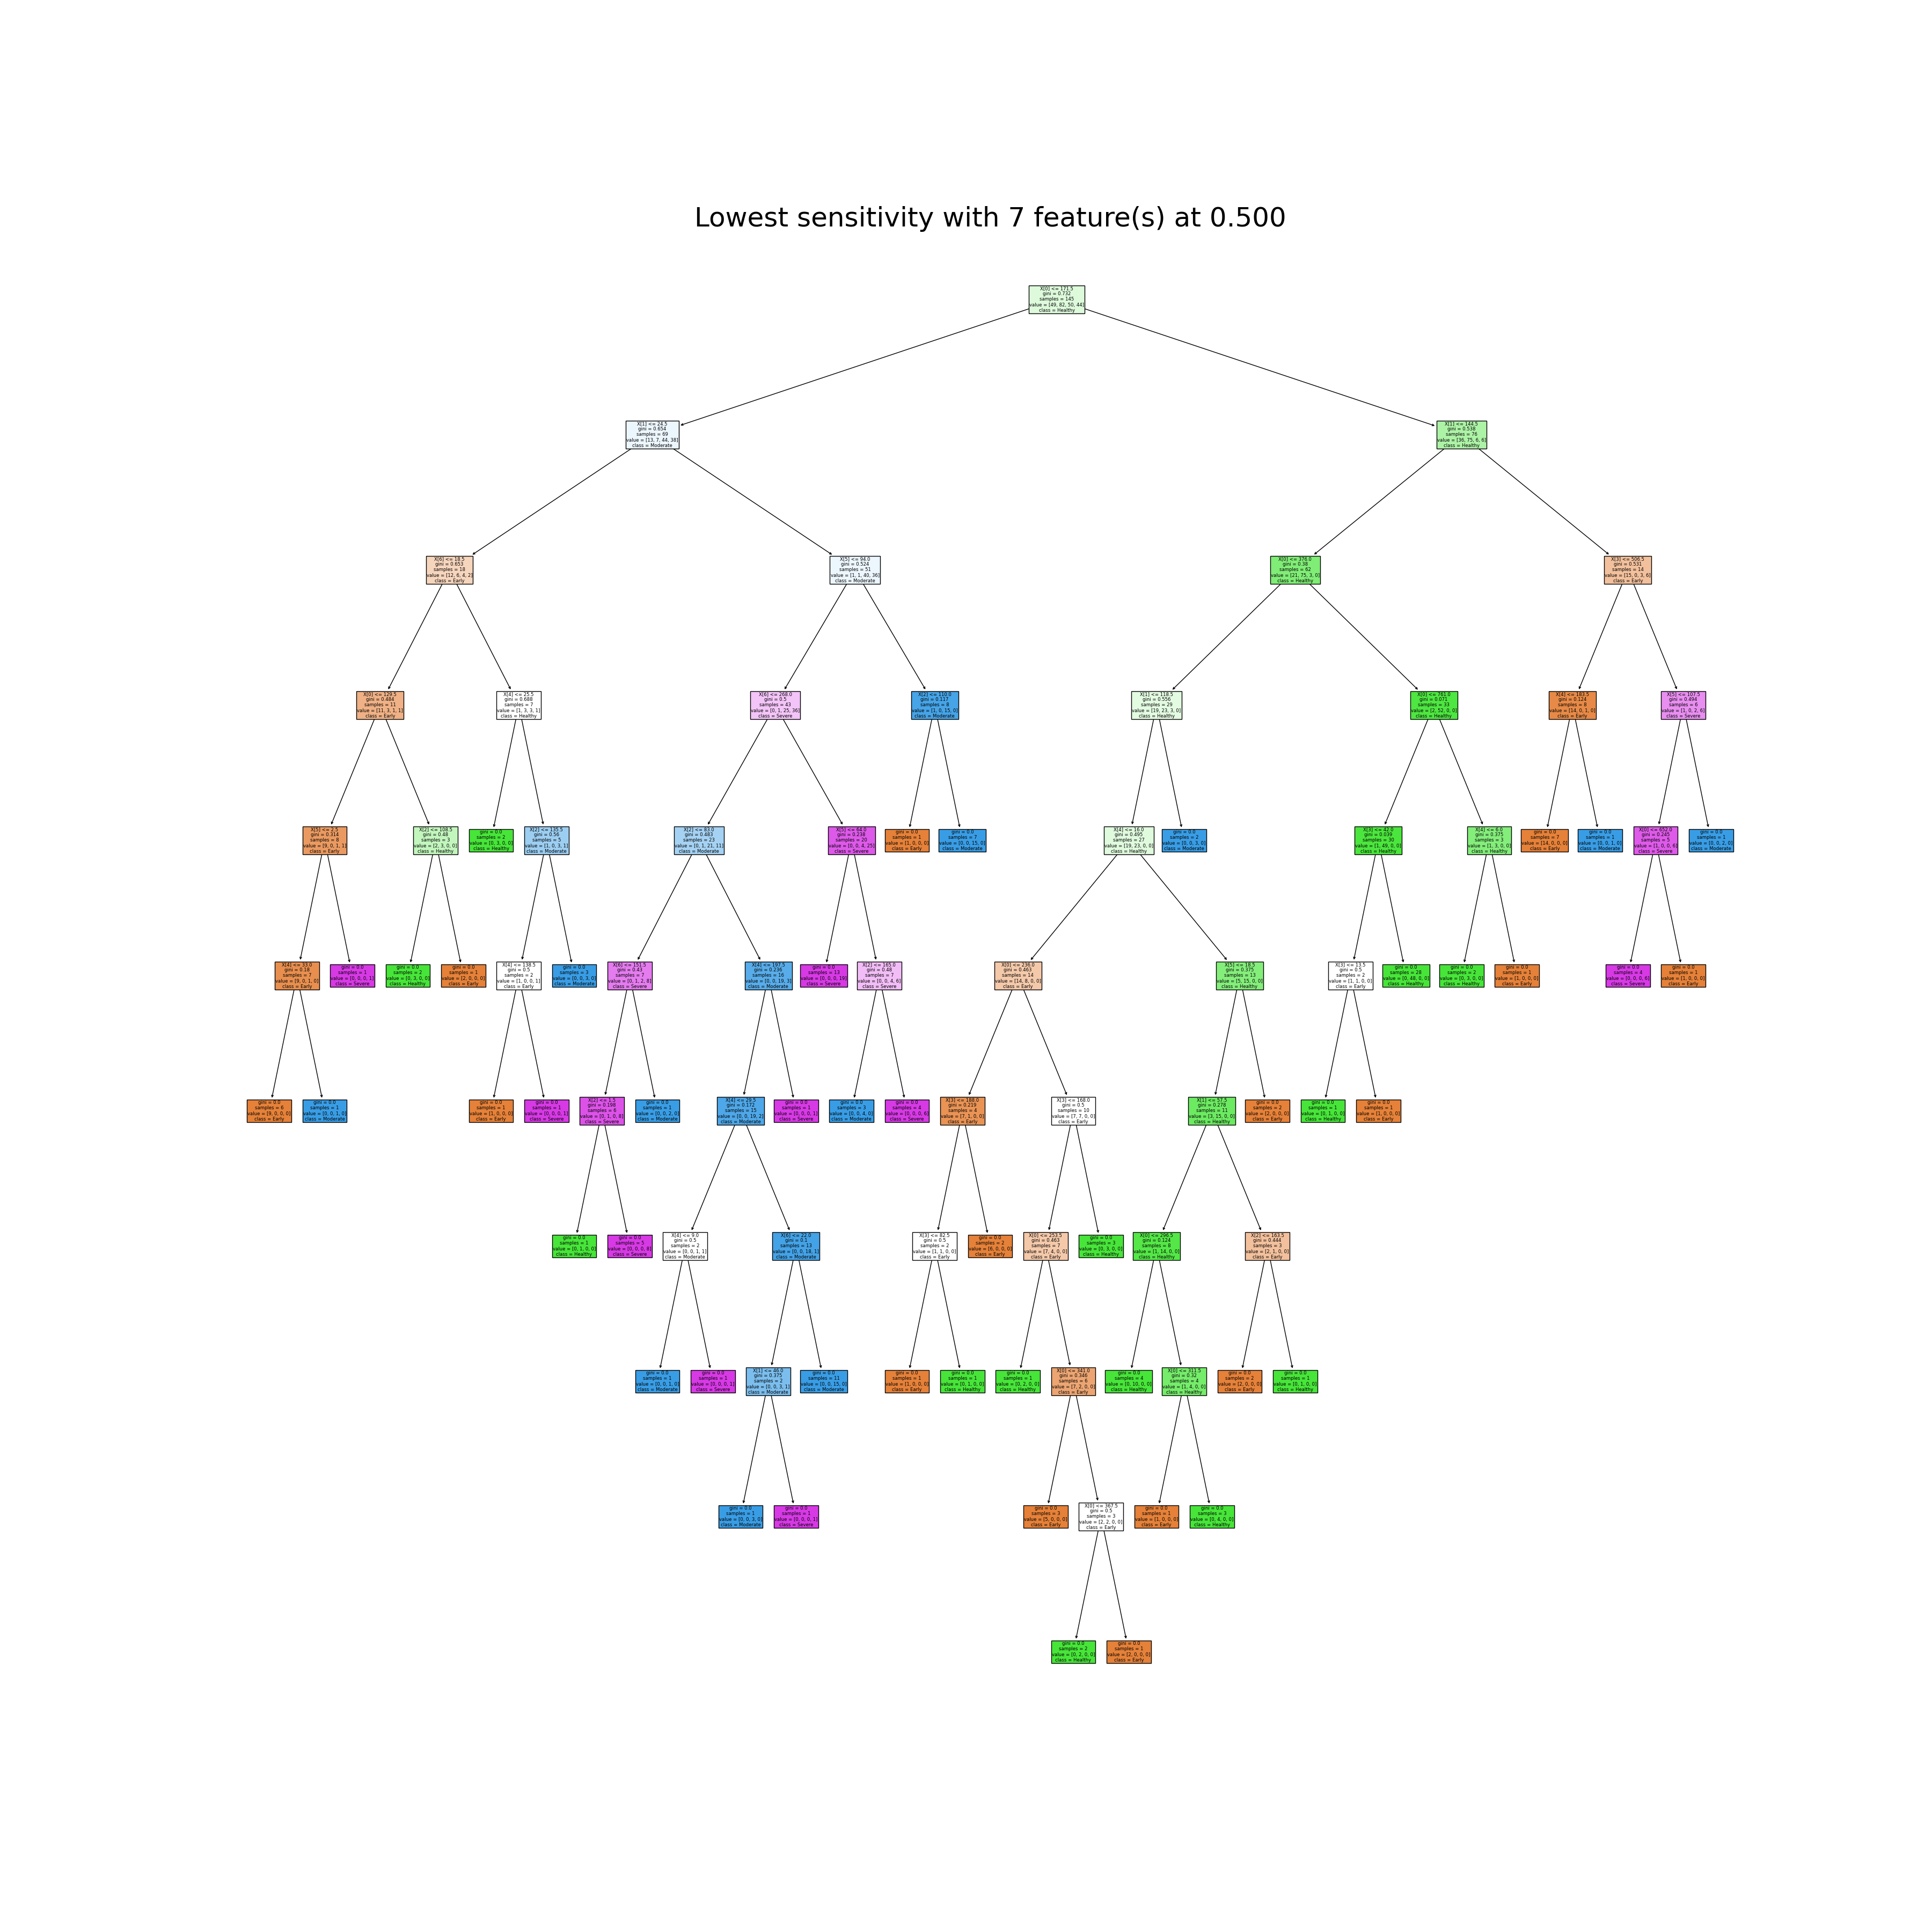 Lowest sensitivity with 7 feature(s) at 0.500
X[0] <= 171.5
gini = 0.732
samples = 145
value = [49, 82, 50, 44]
class = Healthy
X[1] <= 24.5
gini = 0.654
samples = 69
value = [13, 7, 44, 38]
class = Moderate
X[1] <= 144.5
gini = 0.538
samples = 76
value = [36, 75, 6, 6]
class = Healthy
X[6] <= 18.5
gini = 0.653
samples = 18
value = [12, 6, 4, 2]
class = Early
X[5] <= 94.0
gini = 0.524
samples = 51
value = [1, 1, 40, 36]
class = Moderate
X[0] <= 370.0
gini = 0.38
samples = 62
value = [21, 75, 3, 0]
class = Healthy
X[3] <= 506.5
gini = 0.531
samples = 14
value = [15, 0, 3, 6]
class = Early
X[0] <= 129.5
gini = 0.484
samples = 11
value = [11, 3, 1, 1]
class = Early
X[4] <= 25.5
gini = 0.688
samples = 7
value = [1, 3, 3, 1]
class = Healthy
X[6] <= 268.0
gini = 0.5
samples = 43
value = [0, 1, 25, 36]
class = Severe
X[2] <= 110.0
gini = 0.117
samples = 8
value = [1, 0, 15, 0]
class = Moderate
X[1] <= 118.5
gini = 0.556
samples = 29
value = [19, 23, 3, 0]
class = Healthy
X[0] <= 761.0
gini = 0.071
samples = 33
value = [2, 52, 0, 0]
class = Healthy
X[4] <= 183.5
gini = 0.124
samples = 8
value = [14, 0, 1, 0]
class = Early
X[5] <= 107.5
gini = 0.494
samples = 6
value = [1, 0, 2, 6]
class = Severe
X[5] <= 2.5
gini = 0.314
samples = 8
value = [9, 0, 1, 1]
class = Early
X[2] <= 108.5
gini = 0.48
samples = 3
value = [2, 3, 0, 0]
class = Healthy
gini = 0.0
samples = 2
value = [0, 3, 0, 0]
class = Healthy
X[2] <= 135.5
gini = 0.56
samples = 5
value = [1, 0, 3, 1]
class = Moderate
X[2] <= 83.0
gini = 0.483
samples = 23
value = [0, 1, 21, 11]
class = Moderate
X[5] <= 64.0
gini = 0.238
samples = 20
value = [0, 0, 4, 25]
class = Severe
gini = 0.0
samples = 1
value = [1, 0, 0, 0]
class = Early
gini = 0.0
samples = 7
value = [0, 0, 15, 0]
class = Moderate
X[4] <= 16.0
gini = 0.495
samples = 27
value = [19, 23, 0, 0]
class = Healthy
gini = 0.0
samples = 2
value = [0, 0, 3, 0]
class = Moderate
X[3] <= 42.0
gini = 0.039
samples = 30
value = [1, 49, 0, 0]
class = Healthy
X[4] <= 6.0
gini = 0.375
samples = 3
value = [1, 3, 0, 0]
class = Healthy
gini = 0.0
samples = 7
value = [14, 0, 0, 0]
class = Early
gini = 0.0
samples = 1
value = [0, 0, 1, 0]
class = Moderate
X[0] <= 652.0
gini = 0.245
samples = 5
value = [1, 0, 0, 6]
class = Severe
gini = 0.0
samples = 1
value = [0, 0, 2, 0]
class = Moderate
X[4] <= 33.0
gini = 0.18
samples = 7
value = [9, 0, 1, 0]
class = Early
gini = 0.0
samples = 1
value = [0, 0, 0, 1]
class = Severe
gini = 0.0
samples = 2
value = [0, 3, 0, 0]
class = Healthy
gini = 0.0
samples = 1
value = [2, 0, 0, 0]
class = Early
X[4] <= 138.5
gini = 0.5
samples = 2
value = [1, 0, 0, 1]
class = Early
gini = 0.0
samples = 3
value = [0, 0, 3, 0]
class = Moderate
X[6] <= 151.5
gini = 0.43
samples = 7
value = [0, 1, 2, 8]
class = Severe
X[4] <= 197.5
gini = 0.236
samples = 16
value = [0, 0, 19, 3]
class = Moderate
gini = 0.0
samples = 13
value = [0, 0, 0, 19]
class = Severe
X[2] <= 165.0
gini = 0.48
samples = 7
value = [0, 0, 4, 6]
class = Severe
X[0] <= 236.0
gini = 0.463
samples = 14
value = [14, 8, 0, 0]
class = Early
X[5] <= 18.5
gini = 0.375
samples = 13
value = [5, 15, 0, 0]
class = Healthy
X[3] <= 13.5
gini = 0.5
samples = 2
value = [1, 1, 0, 0]
class = Early
gini = 0.0
samples = 28
value = [0, 48, 0, 0]
class = Healthy
gini = 0.0
samples = 2
value = [0, 3, 0, 0]
class = Healthy
gini = 0.0
samples = 1
value = [1, 0, 0, 0]
class = Early
gini = 0.0
samples = 4
value = [0, 0, 0, 6]
class = Severe
gini = 0.0
samples = 1
value = [1, 0, 0, 0]
class = Early
gini = 0.0
samples = 6
value = [9, 0, 0, 0]
class = Early
gini = 0.0
samples = 1
value = [0, 0, 1, 0]
class = Moderate
gini = 0.0
samples = 1
value = [1, 0, 0, 0]
class = Early
gini = 0.0
samples = 1
value = [0, 0, 0, 1]
class = Severe
X[2] <= 1.5
gini = 0.198
samples = 6
value = [0, 1, 0, 8]
class = Severe
gini = 0.0
samples = 1
value = [0, 0, 2, 0]
class = Moderate
X[4] <= 29.5
gini = 0.172
samples = 15
value = [0, 0, 19, 2]
class = Moderate
gini = 0.0
samples = 1
value = [0, 0, 0, 1]
class = Severe
gini = 0.0
samples = 3
value = [0, 0, 4, 0]
class = Moderate
gini = 0.0
samples = 4
value = [0, 0, 0, 6]
class = Severe
X[3] <= 188.0
gini = 0.219
samples = 4
value = [7, 1, 0, 0]
class = Early
X[3] <= 168.0
gini = 0.5
samples = 10
value = [7, 7, 0, 0]
class = Early
X[1] <= 57.5
gini = 0.278
samples = 11
value = [3, 15, 0, 0]
class = Healthy
gini = 0.0
samples = 2
value = [2, 0, 0, 0]
class = Early
gini = 0.0
samples = 1
value = [0, 1, 0, 0]
class = Healthy
gini = 0.0
samples = 1
value = [1, 0, 0, 0]
class = Early
gini = 0.0
samples = 1
value = [0, 1, 0, 0]
class = Healthy
gini = 0.0
samples = 5
value = [0, 0, 0, 8]
class = Severe
X[4] <= 9.0
gini = 0.5
samples = 2
value = [0, 0, 1, 1]
class = Moderate
X[6] <= 22.0
gini = 0.1
samples = 13
value = [0, 0, 18, 1]
class = Moderate
X[3] <= 82.5
gini = 0.5
samples = 2
value = [1, 1, 0, 0]
class = Early
gini = 0.0
samples = 2
value = [6, 0, 0, 0]
class = Early
X[0] <= 253.5
gini = 0.463
samples = 7
value = [7, 4, 0, 0]
class = Early
gini = 0.0
samples = 3
value = [0, 3, 0, 0]
class = Healthy
X[0] <= 296.5
gini = 0.124
samples = 8
value = [1, 14, 0, 0]
class = Healthy
X[2] <= 163.5
gini = 0.444
samples = 3
value = [2, 1, 0, 0]
class = Early
gini = 0.0
samples = 1
value = [0, 0, 1, 0]
class = Moderate
gini = 0.0
samples = 1
value = [0, 0, 0, 1]
class = Severe
X[1] <= 46.0
gini = 0.375
samples = 2
value = [0, 0, 3, 1]
class = Moderate
gini = 0.0
samples = 11
value = [0, 0, 15, 0]
class = Moderate
gini = 0.0
samples = 1
value = [1, 0, 0, 0]
class = Early
gini = 0.0
samples = 1
value = [0, 1, 0, 0]
class = Healthy
gini = 0.0
samples = 1
value = [0, 2, 0, 0]
class = Healthy
X[0] <= 341.0
gini = 0.346
samples = 6
value = [7, 2, 0, 0]
class = Early
gini = 0.0
samples = 4
value = [0, 10, 0, 0]
class = Healthy
X[0] <= 311.5
gini = 0.32
samples = 4
value = [1, 4, 0, 0]
class = Healthy
gini = 0.0
samples = 2
value = [2, 0, 0, 0]
class = Early
gini = 0.0
samples = 1
value = [0, 1, 0, 0]
class = Healthy
gini = 0.0
samples = 1
value = [0, 0, 3, 0]
class = Moderate
gini = 0.0
samples = 1
value = [0, 0, 0, 1]
class = Severe
gini = 0.0
samples = 3
value = [5, 0, 0, 0]
class = Early
X[0] <= 367.5
gini = 0.5
samples = 3
value = [2, 2, 0, 0]
class = Early
gini = 0.0
samples = 1
value = [1, 0, 0, 0]
class = Early
gini = 0.0
samples = 3
value = [0, 4, 0, 0]
class = Healthy
gini = 0.0
samples = 2
value = [0, 2, 0, 0]
class = Healthy
gini = 0.0
samples = 1
value = [2, 0, 0, 0]
class = Early